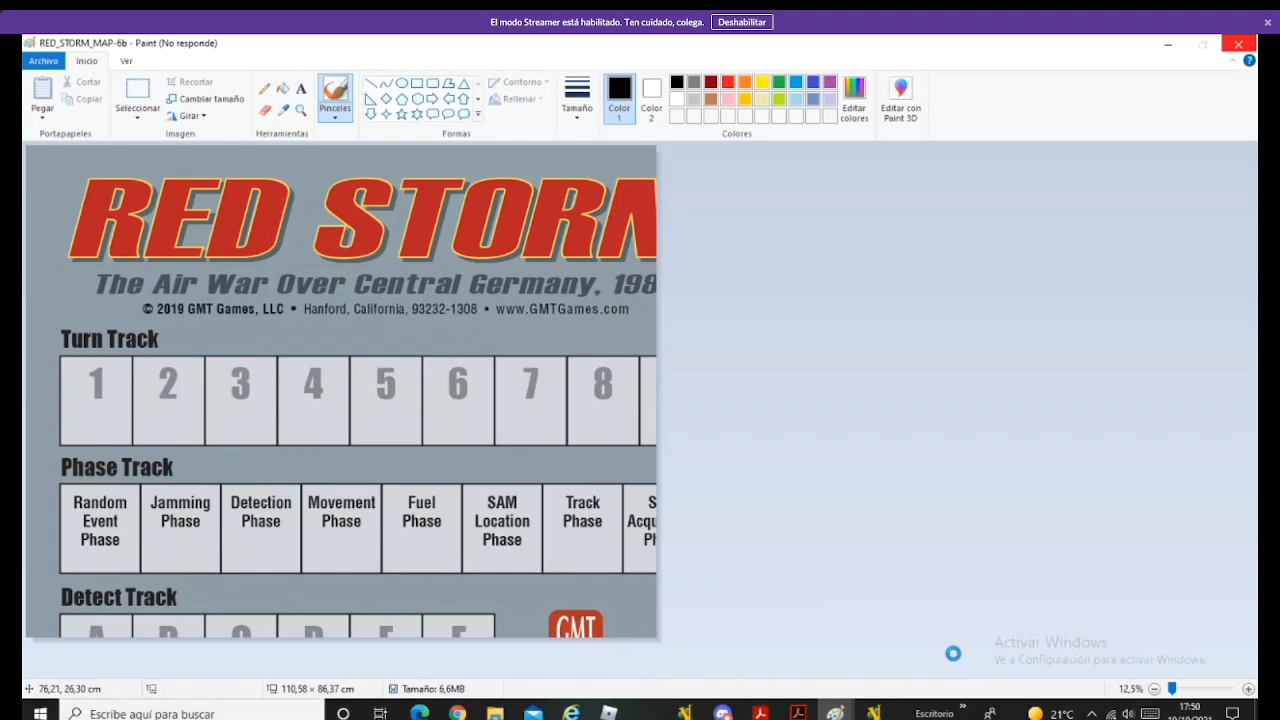 El modo Streamer está habilitado. Ten cuidado, colega. Deshabilitar
RED_STORM_MAP-6b - Paint (No responde)
Archivo Inicio Ver
Pegar
Cortar
Copiar
Portapapeles
Seleccionar
Recortar
Cambiar tamaño
Girar
Imagen
A
Herramientas
Pinceles
Contorno
Rellenar
Formas
Tamaño
Color
1
Color
2
Editar
colores
Colores
Editar con
Paint 3D
RED STORM
The Air War Over Central Germany, 198
© 2019 GMT Games, LLC • Hanford, California, 93232-1308 • www.GMTGames.com
Turn Track
1 2 3 4 5 6 7 8
Phase Track
Random
Event
Phase
Jamming
Phase
Detection
Phase
Movement
Phase
Fuel
Phase
SAM
Location
Phase
Track
Phase
S
Acqu
Ph
Detect Track
A B C D E F
GMT
Activar Windows
Ve a Configuración para activar Windows.
76,21, 26,30 cm
110,58 × 86,37 cm
Tamaño: 6,6MB
12,5%
Escribe aquí para buscar
Escritorio
21°C
17:50